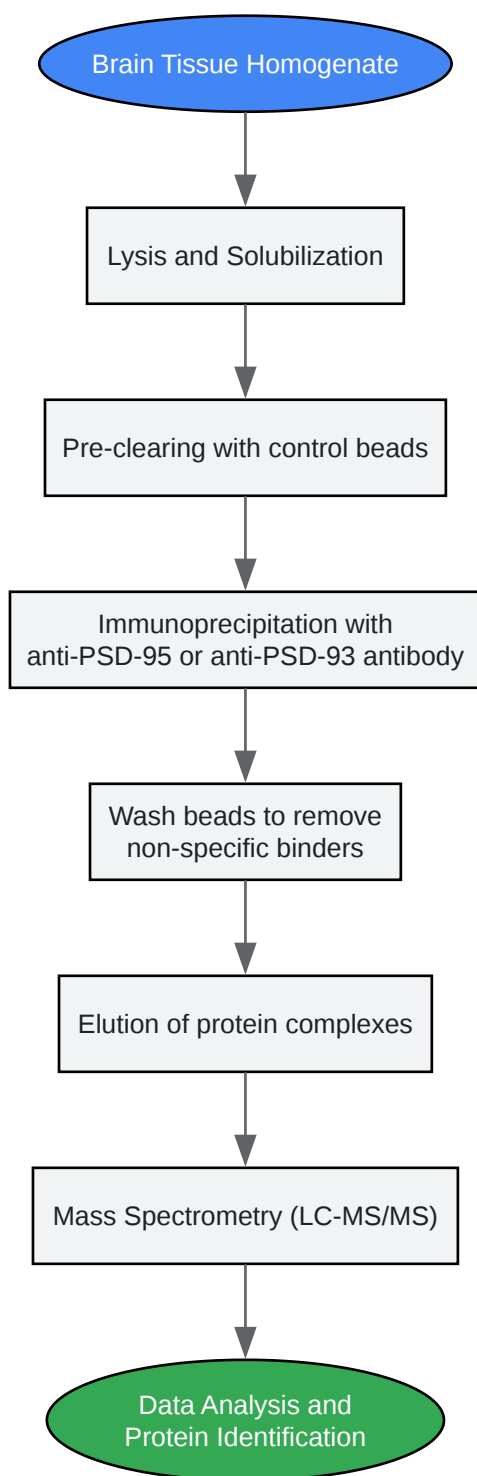 Brain Tissue Homogenate
Lysis and Solubilization
Pre-clearing with control beads
Immunoprecipitation with
anti-PSD-95 or anti-PSD-93 antibody
Wash beads to remove
non-specific binders
Elution of protein complexes
Mass Spectrometry (LC-MS/MS)
Data Analysis and
Protein Identification